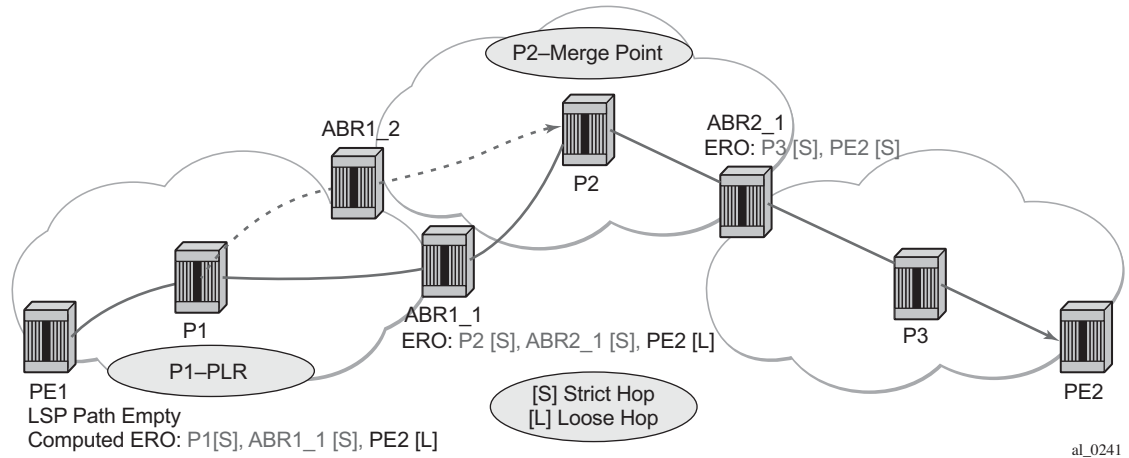 P2–Merge Point
ABR1_2
ABR2_1
ERO: P3 [S], PE2 [S]
P2
P1
ABR1_1
ERO: P2 [S], ABR2_1 [S], PE2 [L]
P3
P1–PLR
PE1
LSP Path Empty
Computed ERO: P1[S], ABR1_1 [S], PE2 [L]
[S] Strict Hop
[L] Loose Hop
PE2
al_0241